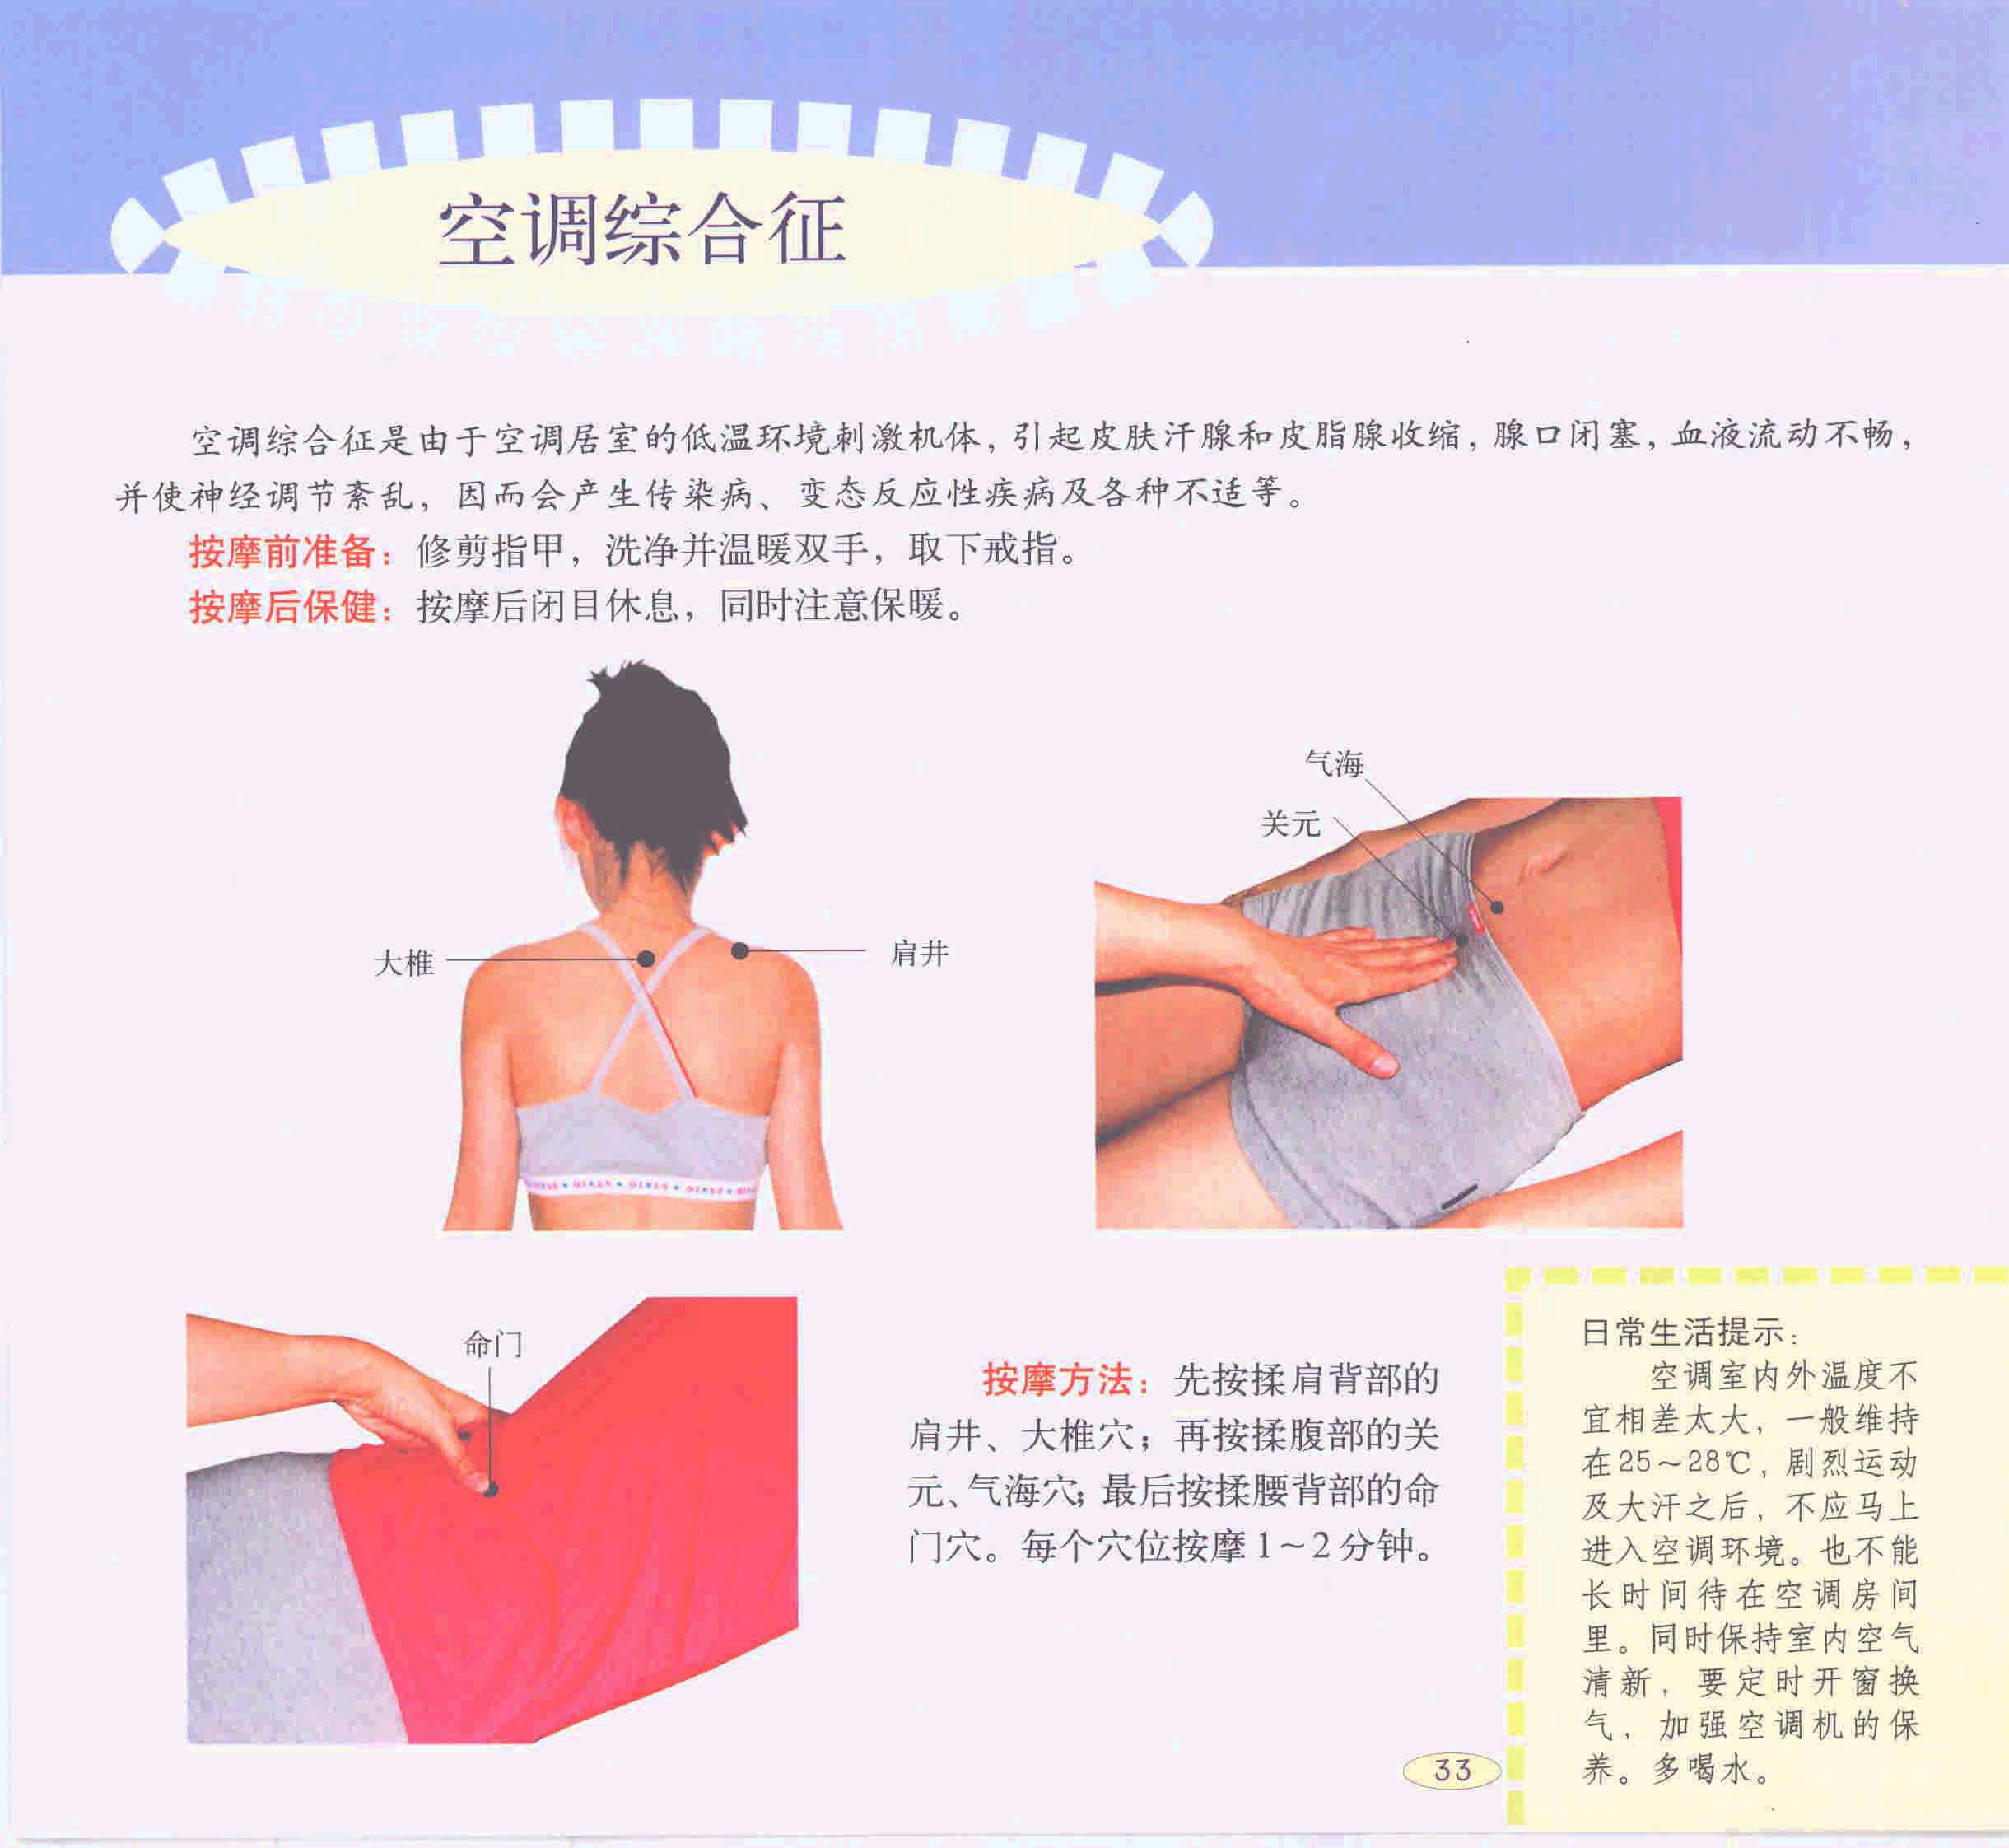 空调综合征
空调综合征是由于空调居室的低温环境刺激机体，引起皮肤汗腺和皮脂腺收缩，腺口闭塞，血液流动不畅，
并使神经调节紊乱，因而会产生传染病、变态反应性疾病及各种不适等。
按摩前准备：修剪指甲，洗净并温暖双手，取下戒指。
按摩后保健：按摩后闭目休息，同时注意保暖。
气海
关元
大椎
肩井
命门
按摩方法：先按揉肩背部的
肩井、大椎穴；再按揉腹部的关
元、气海穴；最后按揉腰背部的命
门穴。每个穴位按摩1～2分钟。
日常生活提示：
空调室内外温度不
宜相差太大，一般维持
在25～28℃，剧烈运动
及大汗之后，不应马上
进入空调环境。也不能
长时间待在空调房间
里。同时保持室内空气
清新，要定时开窗换
气，加强空调机的保
养。多喝水。
33